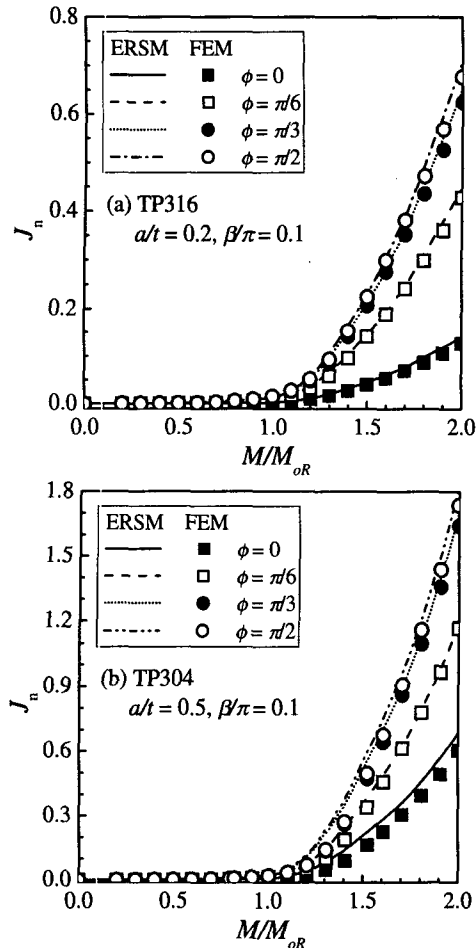 0.8
0.6
0.4
0.2
0.0
J_n
ERSM FEM
ϕ = 0
ϕ = π/6
ϕ = π/3
ϕ = π/2
(a) TP316
a/t = 0.2, β/π = 0.1
0.0 0.5 1.0 1.5 2.0
M/M_oR
1.8
1.5
1.2
0.9
0.6
0.3
0.0
J_n
ERSM FEM
ϕ = 0
ϕ = π/6
ϕ = π/3
ϕ = π/2
(b) TP304
a/t = 0.5, β/π = 0.1
0.0 0.5 1.0 1.5 2.0
M/M_oR